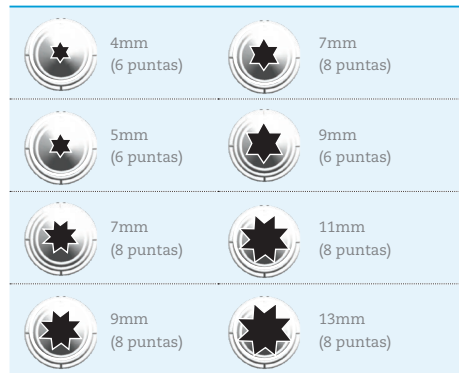 4mm
(6 puntas)
7mm
(8 puntas)
5mm
(6 puntas)
9mm
(6 puntas)
7mm
(8 puntas)
11mm
(8 puntas)
9mm
(8 puntas)
13mm
(8 puntas)